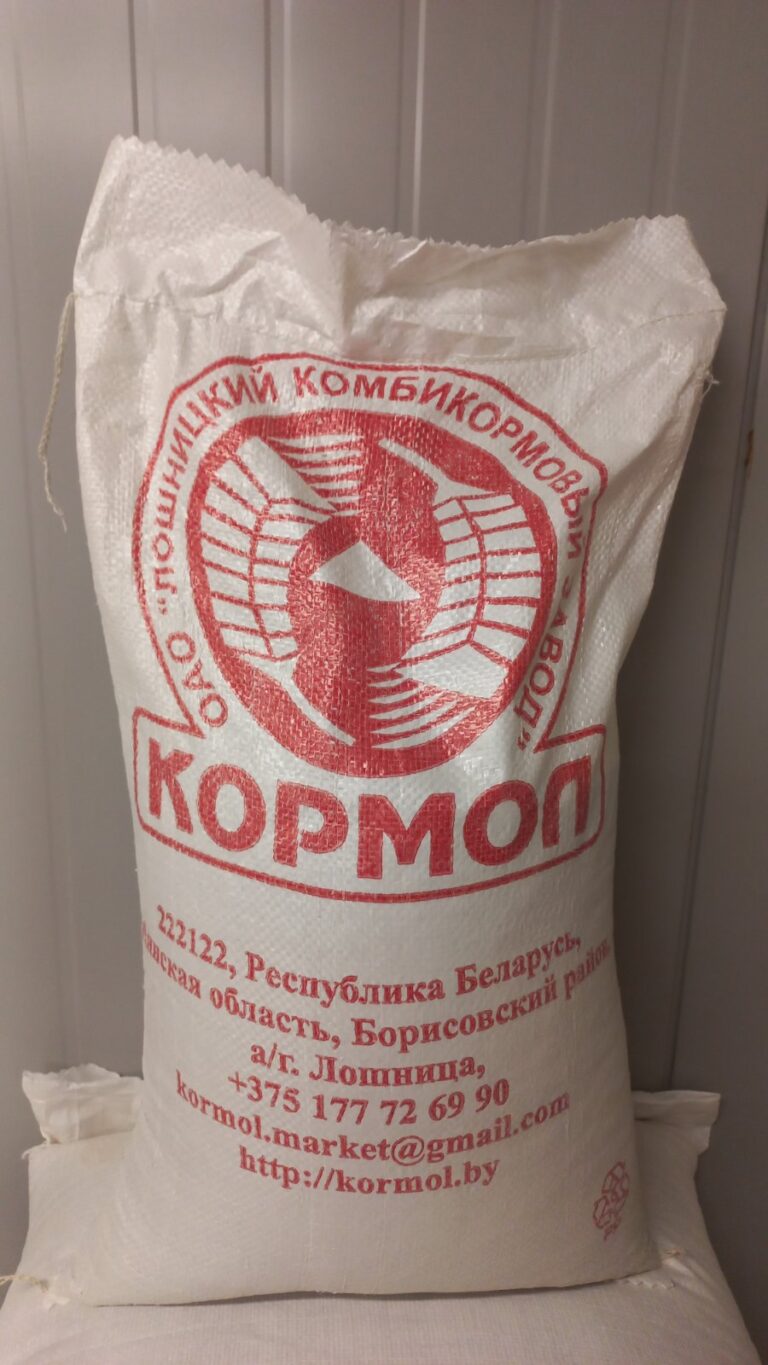 ОАО "ЛОШНИЦКИЙ КОМБИКОРМОВЫЙ ЗАВОД"
КОРМОЛ
222122, Республика Беларусь,
область, Борисовский район,
а/г. Лошница,
+375 177 72 69 90
kormol.market@gmail.com
http://kormol.by